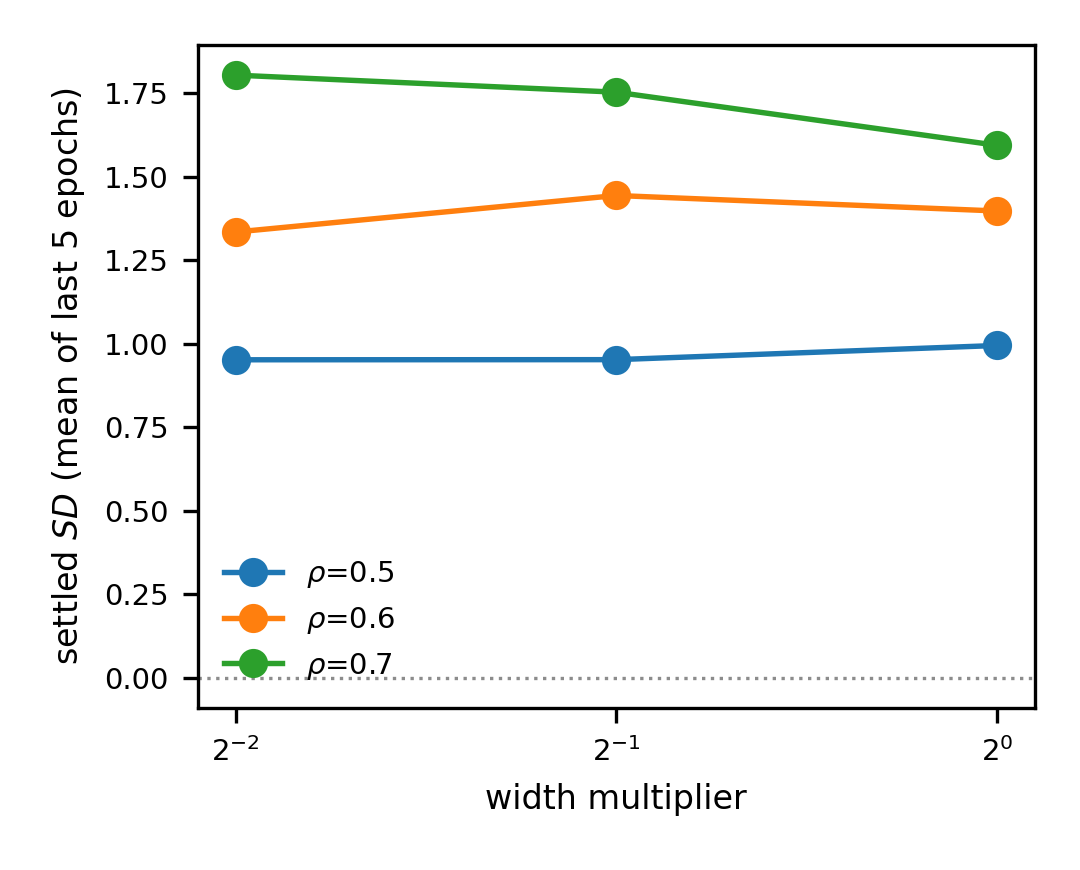 settled SD (mean of last 5 epochs)
1.75
1.50
1.25
1.00
0.75
0.50
0.25
0.00
ρ=0.5
ρ=0.6
ρ=0.7
2⁻²
2⁻¹
2⁰
width multiplier